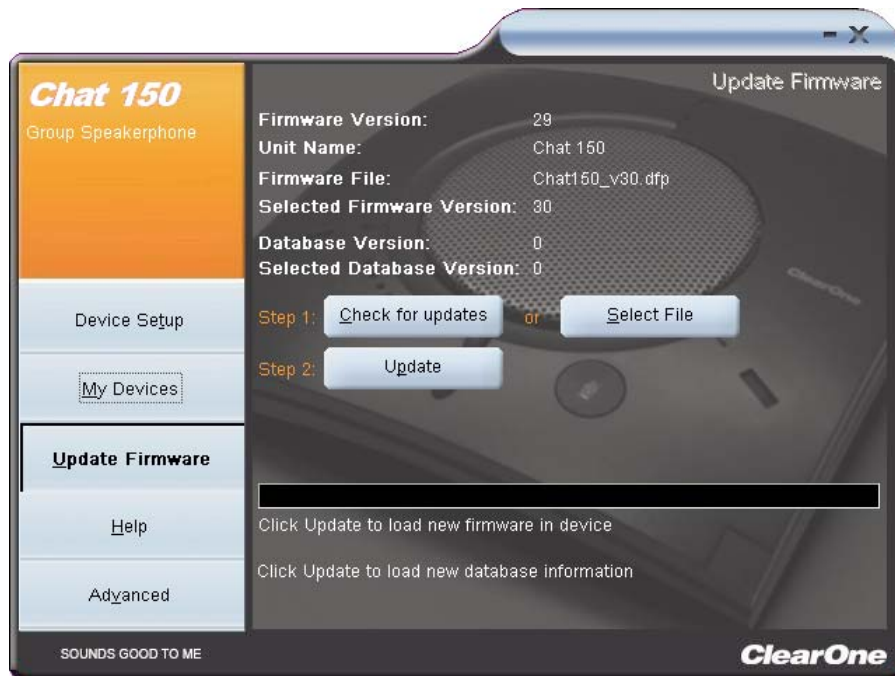 Chat 150
Group Speakerphone
Update Firmware
Firmware Version: 29
Unit Name: Chat 150
Firmware File: Chat150_v30.dfp
Selected Firmware Version: 30
Database Version: 0
Selected Database Version: 0
Step 1: Check for updates or Select File
Step 2: Update
Device Setup
My Devices
Update Firmware
Help
Advanced
Click Update to load new firmware in device
Click Update to load new database information
ClearOne
SOUNDS GOOD TO ME
ClearOne